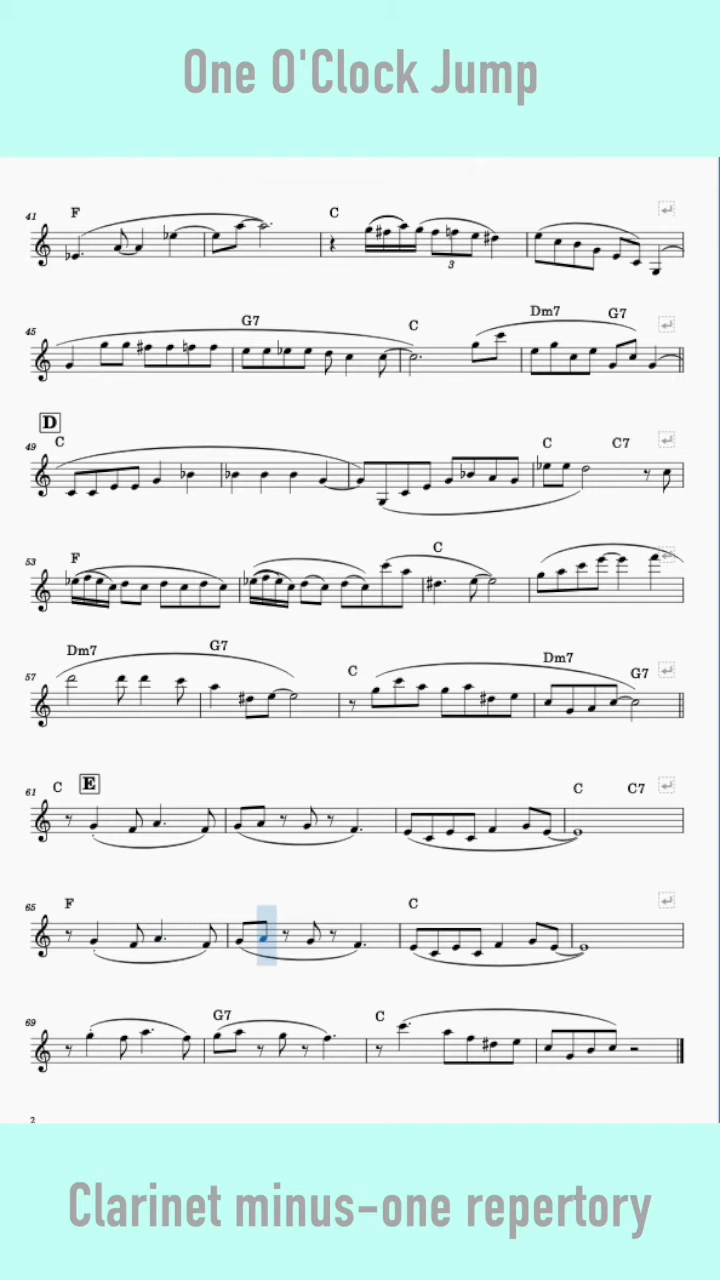 One O'Clock Jump
41 F C
3
45 G7 C Dm7 G7
D
49 C C C7
53 F C
57 Dm7 G7 C Dm7 G7
61 C E C C7
65 F C
69 G7 C
2
Clarinet minus-one repertory